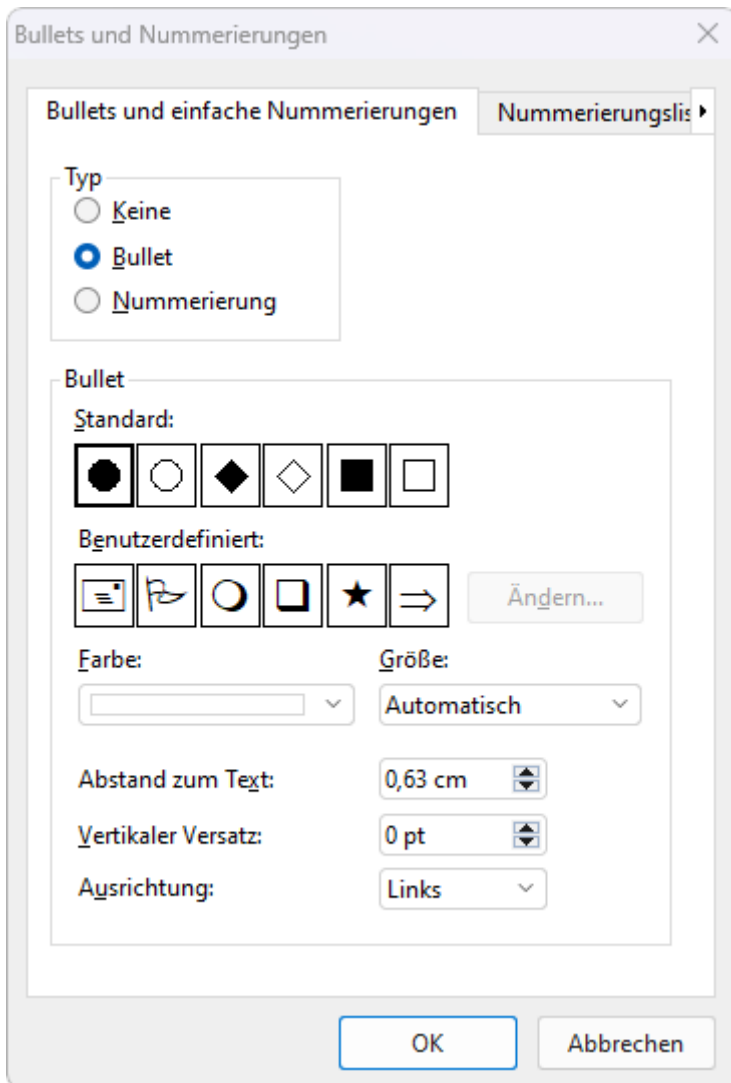 Bullets und Nummerierungen
Bullets und einfache Nummerierungen
Nummerierungslis
Typ
Keine
Bullet
Nummerierung
Bullet
Standard:
Benutzerdefiniert:
Ändern...
Farbe: Größe:
Automatisch
Abstand zum Text: 0,63 cm
Vertikaler Versatz: 0 pt
Ausrichtung: Links
OK Abbrechen